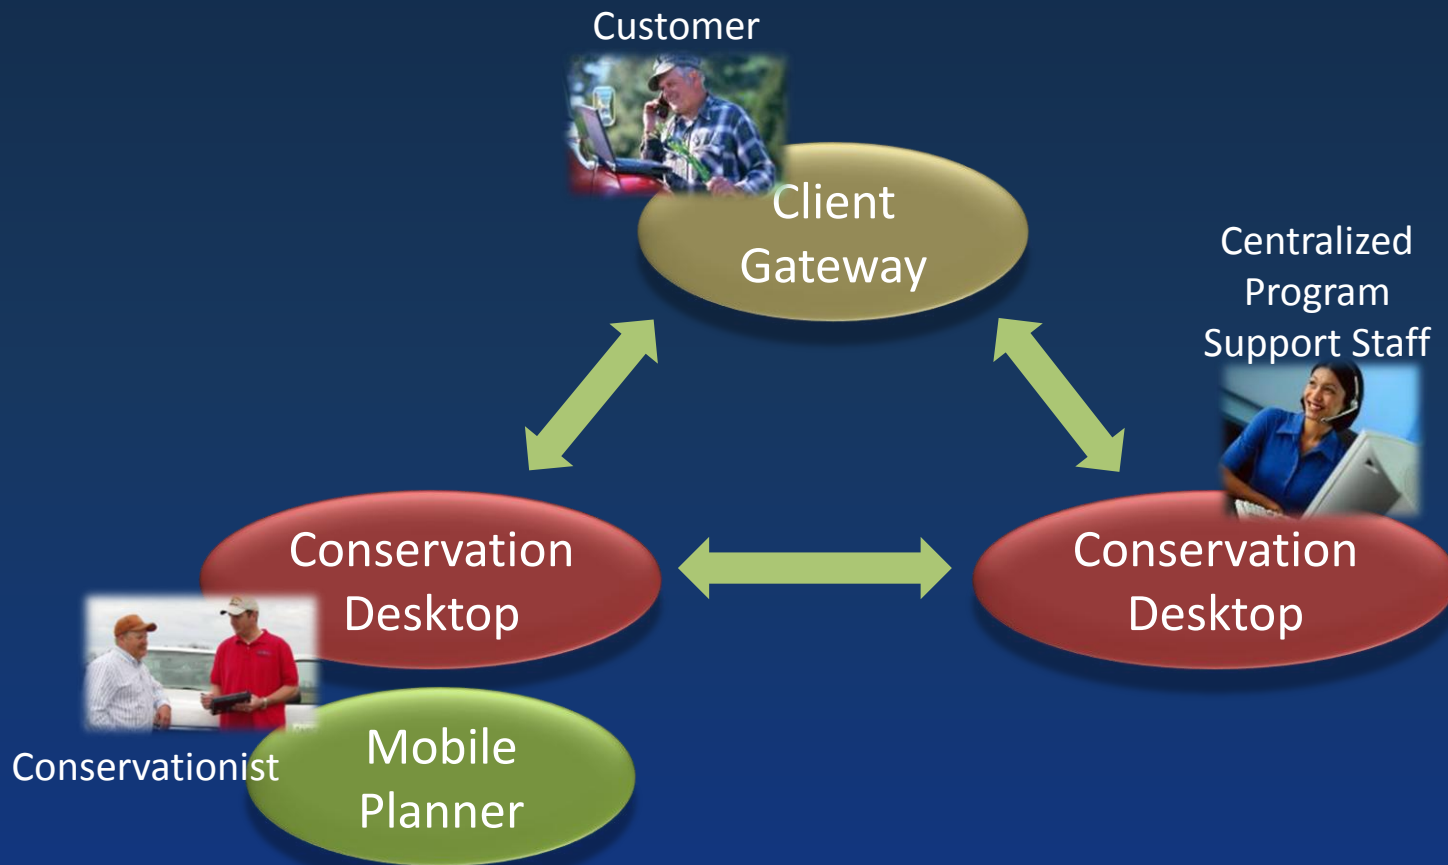 Customer
Client
Gateway
Centralized
Program
Support Staff
Conservation
Desktop
Conservation
Desktop
Conservationist
Mobile
Planner